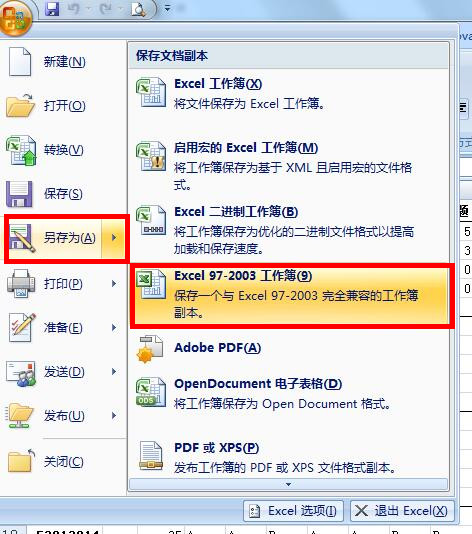 保存文档副本
新建(N)
打开(O)
转换(V)
保存(S)
另存为(A)
打印(P)
准备(E)
发送(D)
发布(U)
关闭(C)
Excel 工作簿(X)
将文件保存为 Excel 工作簿。
启用宏的 Excel 工作簿(M)
将工作簿保存为基于 XML 且启用宏的文件格
式。
Excel 二进制工作簿(B)
将工作簿保存为优化的二进制文件格式以提高
加载和保存速度。
Excel 97-2003 工作簿(9)
保存一个与 Excel 97-2003 完全兼容的工作簿
副本。
Adobe PDF(A)
OpenDocument 电子表格(D)
将工作簿保存为 Open Document 格式。
PDF 或 XPS(P)
发布工作簿的 PDF 或 XPS 文件格式副本。
Excel 选项(I)
退出 Excel(X)
题
5
3
0
0